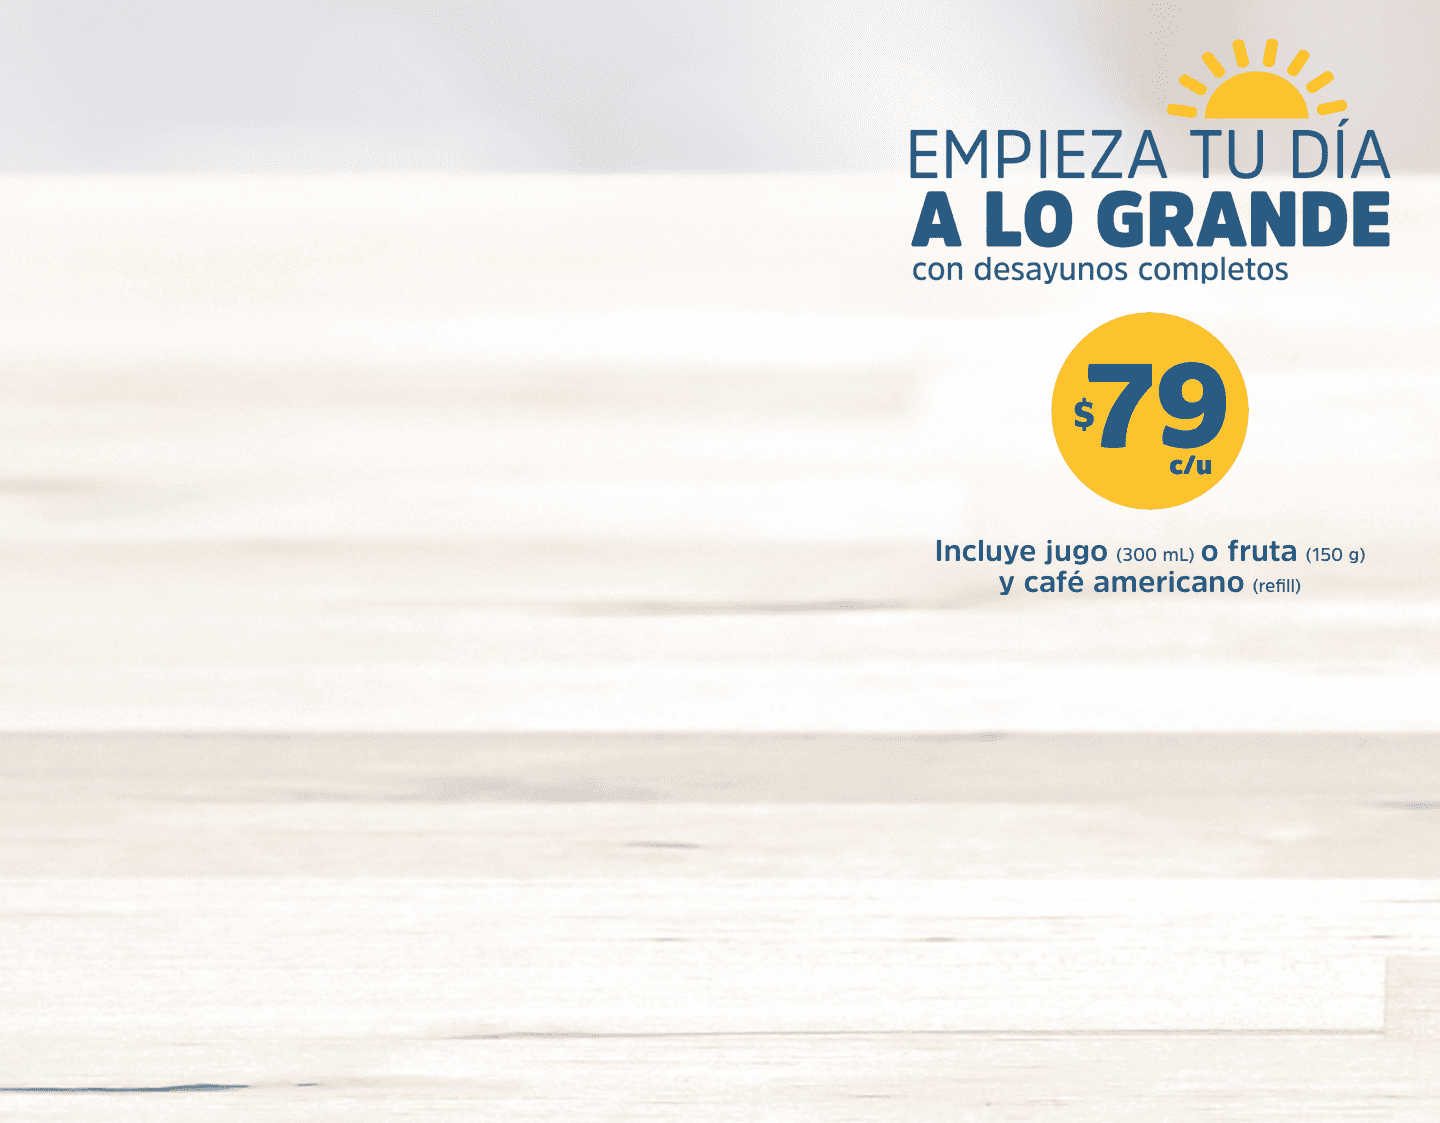 EMPIEZA TU DÍA
A LO GRANDE
con desayunos completos
$79
c/u
Incluye jugo (300 mL) o fruta (150 g)
y café americano (refill)